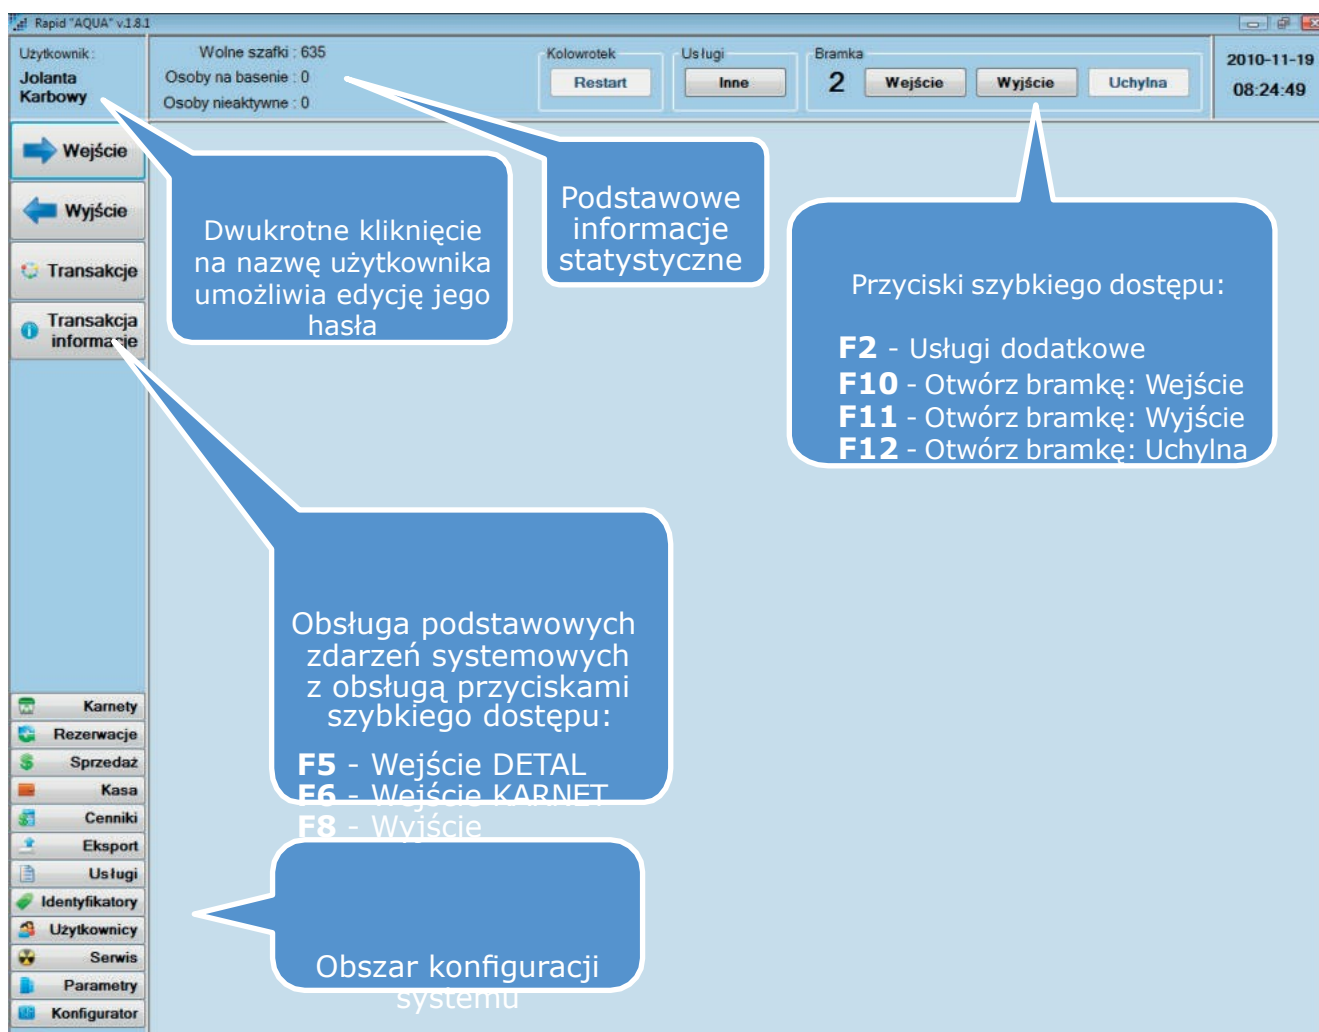 Rapid "AQUA" v.1.8.1
Użytkownik :
Jolanta
Karbowy
Wolne szafki : 635
Osoby na basenie : 0
Osoby nieaktywne : 0
Kolowrotek
Restart
Usługi
Inne
Bramka
2 Wejście Wyjście Uchylna
2010-11-19
08:24:49
Wejście
Wyjście
Transakcje
Transakcja
informacje
Dwukrotne kliknięcie
na nazwę użytkownika
umożliwia edycję jego
hasła
Podstawowe
informacje
statystyczne
Przyciski szybkiego dostępu:
F2 - Usługi dodatkowe
F10 - Otwórz bramkę: Wejście
F11 - Otwórz bramkę: Wyjście
F12 - Otwórz bramkę: Uchylna
Obsługa podstawowych
zdarzeń systemowych
z obsługą przyciskami
szybkiego dostępu:
F5 - Wejście DETAL
F6 - Wejście KARNET
F8 - Wyjście
Karnety
Rezerwacje
Sprzedaż
Kasa
Cenniki
Eksport
Usługi
Identyfikatory
Użytkownicy
Serwis
Parametry
Konfigurator
Obszar konfiguracji
systemu